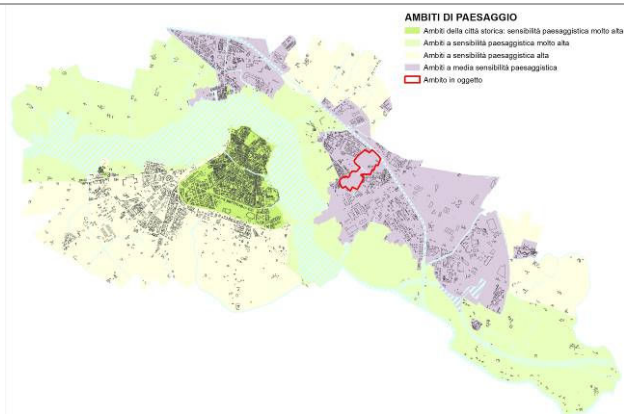 AMBITI DI PAESAGGIO
Ambiti della città storica: sensibilità paesaggistica molto alta
Ambiti a sensibilità paesaggistica molto alta
Ambiti a sensibilità paesaggistica alta
Ambiti a media sensibilità paesaggistica
Ambito in oggetto